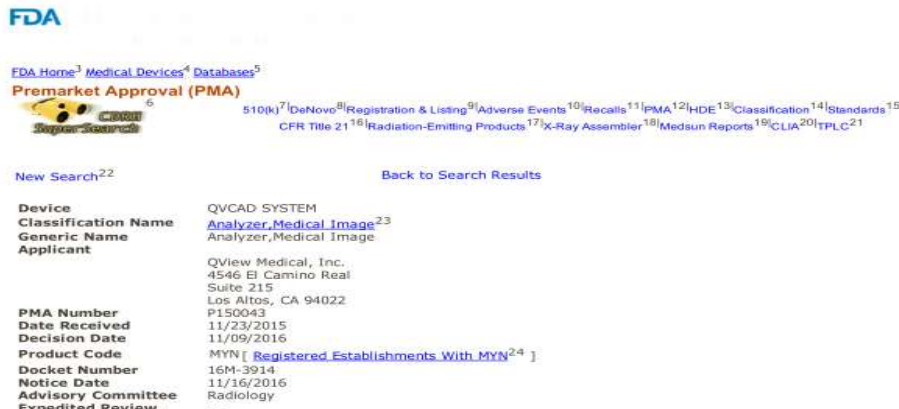 FDA
FDA Home3 Medical Devices4 Databases5
Premarket Approval (PMA)
CDRH SuperSearch 6
510(k)7|DeNovo8|Registration & Listing9|Adverse Events10|Recalls11|PMA12|HDE13|Classification14|Standards15
CFR Title 2116|Radiation-Emitting Products17|X-Ray Assembler18|Medsun Reports19|CLIA20|TPLC21
New Search22 Back to Search Results
Device QVCAD SYSTEM
Classification Name Analyzer,Medical Image23
Generic Name Analyzer,Medical Image
Applicant
QView Medical, Inc.
4546 El Camino Real
Suite 215
Los Altos, CA 94022
PMA Number P150043
Date Received 11/23/2015
Decision Date 11/09/2016
Product Code MYN[ Registered Establishments With MYN24 ]
Docket Number 16M-3914
Notice Date 11/16/2016
Advisory Committee Radiology
Expedited Review